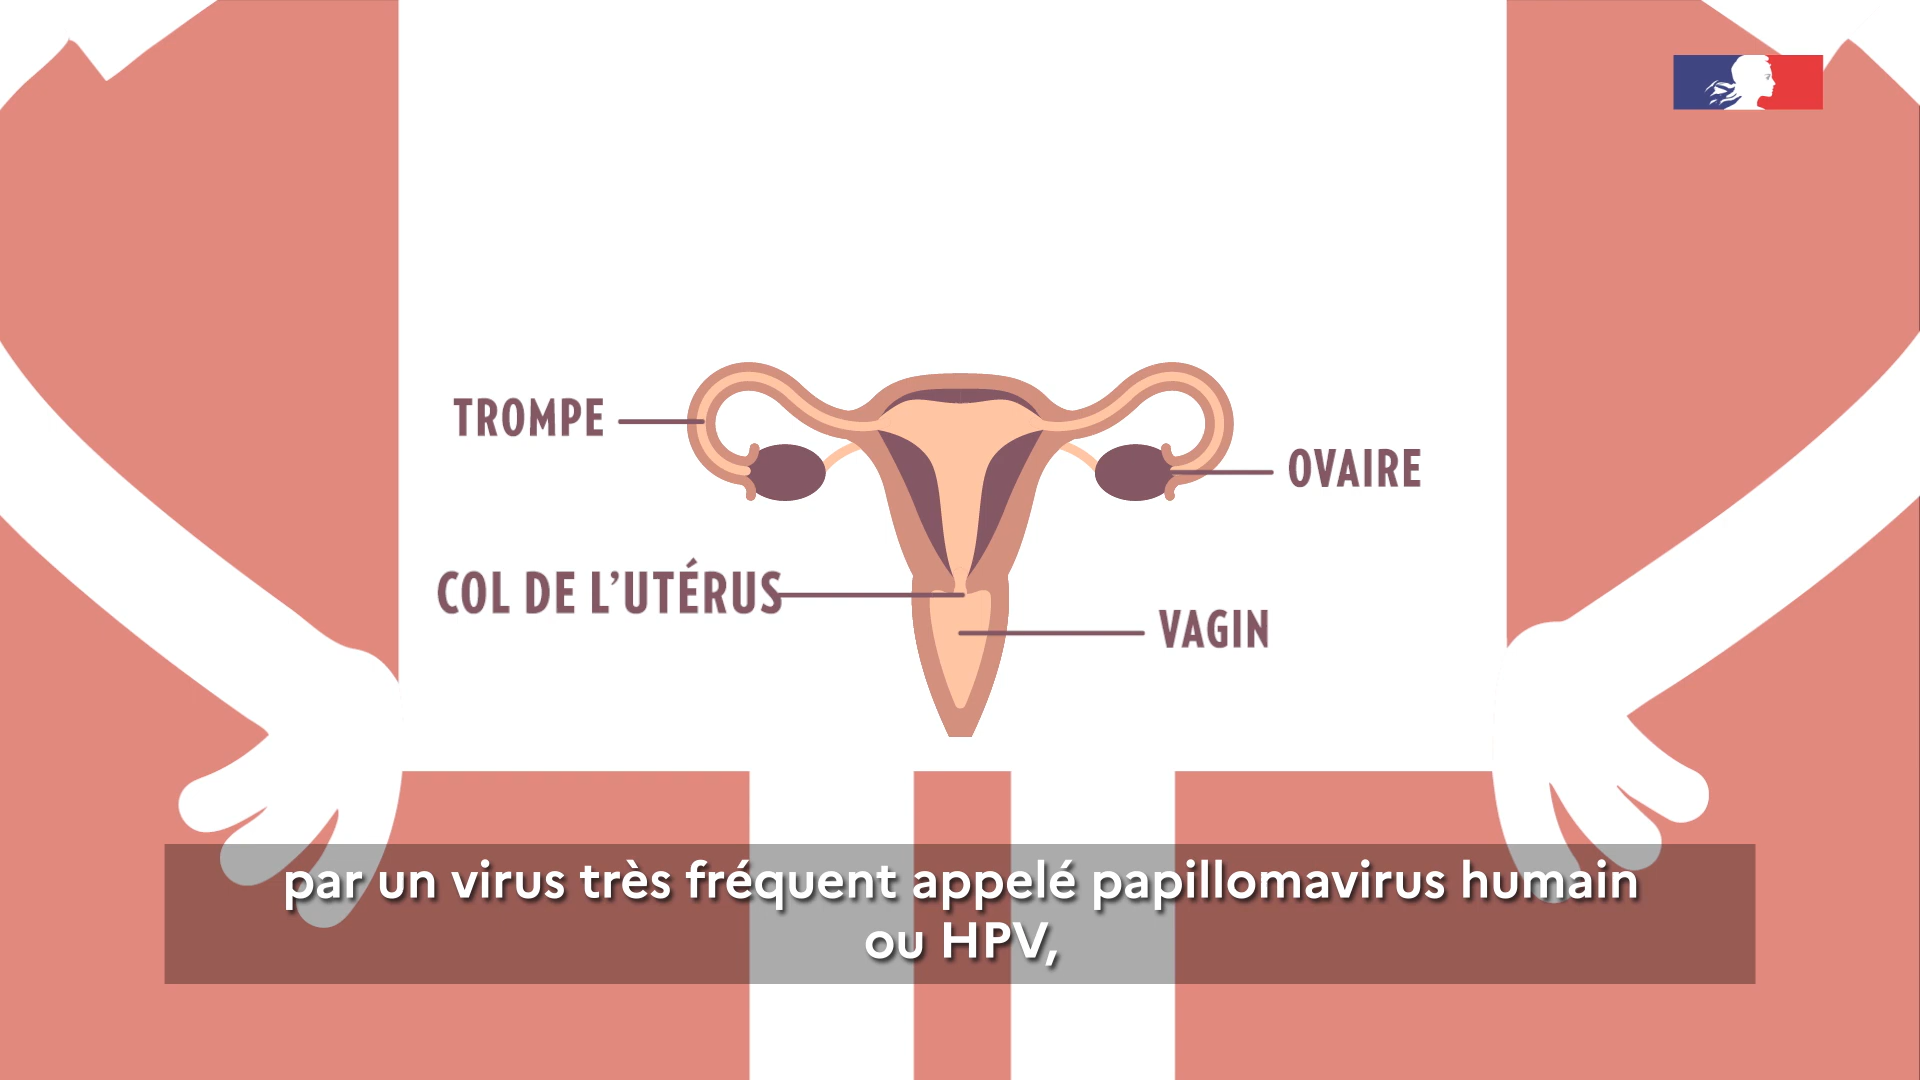 TROMPE
OVAIRE
COL DE L’UTÉRUS
VAGIN
par un virus très fréquent appelé papillomavirus humain
ou HPV,